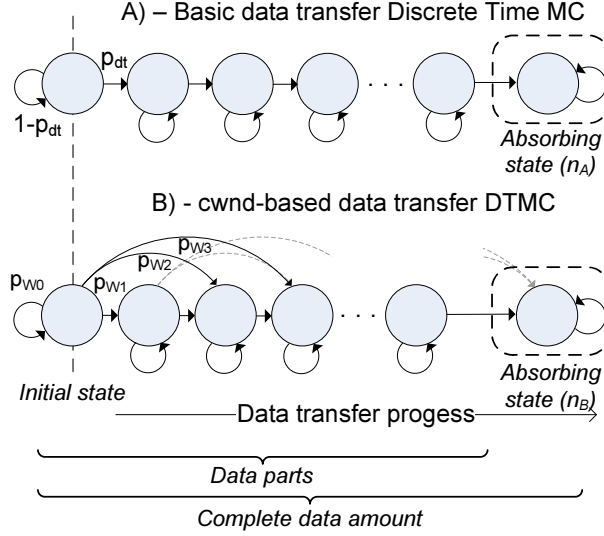 A) – Basic data transfer Discrete Time MC
p_dt
1-p_dt
. . .
Absorbing
state (n_A)
B) - cwnd-based data transfer DTMC
p_W3
p_W2
p_W0
p_W1
. . .
Initial state
Absorbing
state (n_B)
Data transfer progess
Data parts
Complete data amount